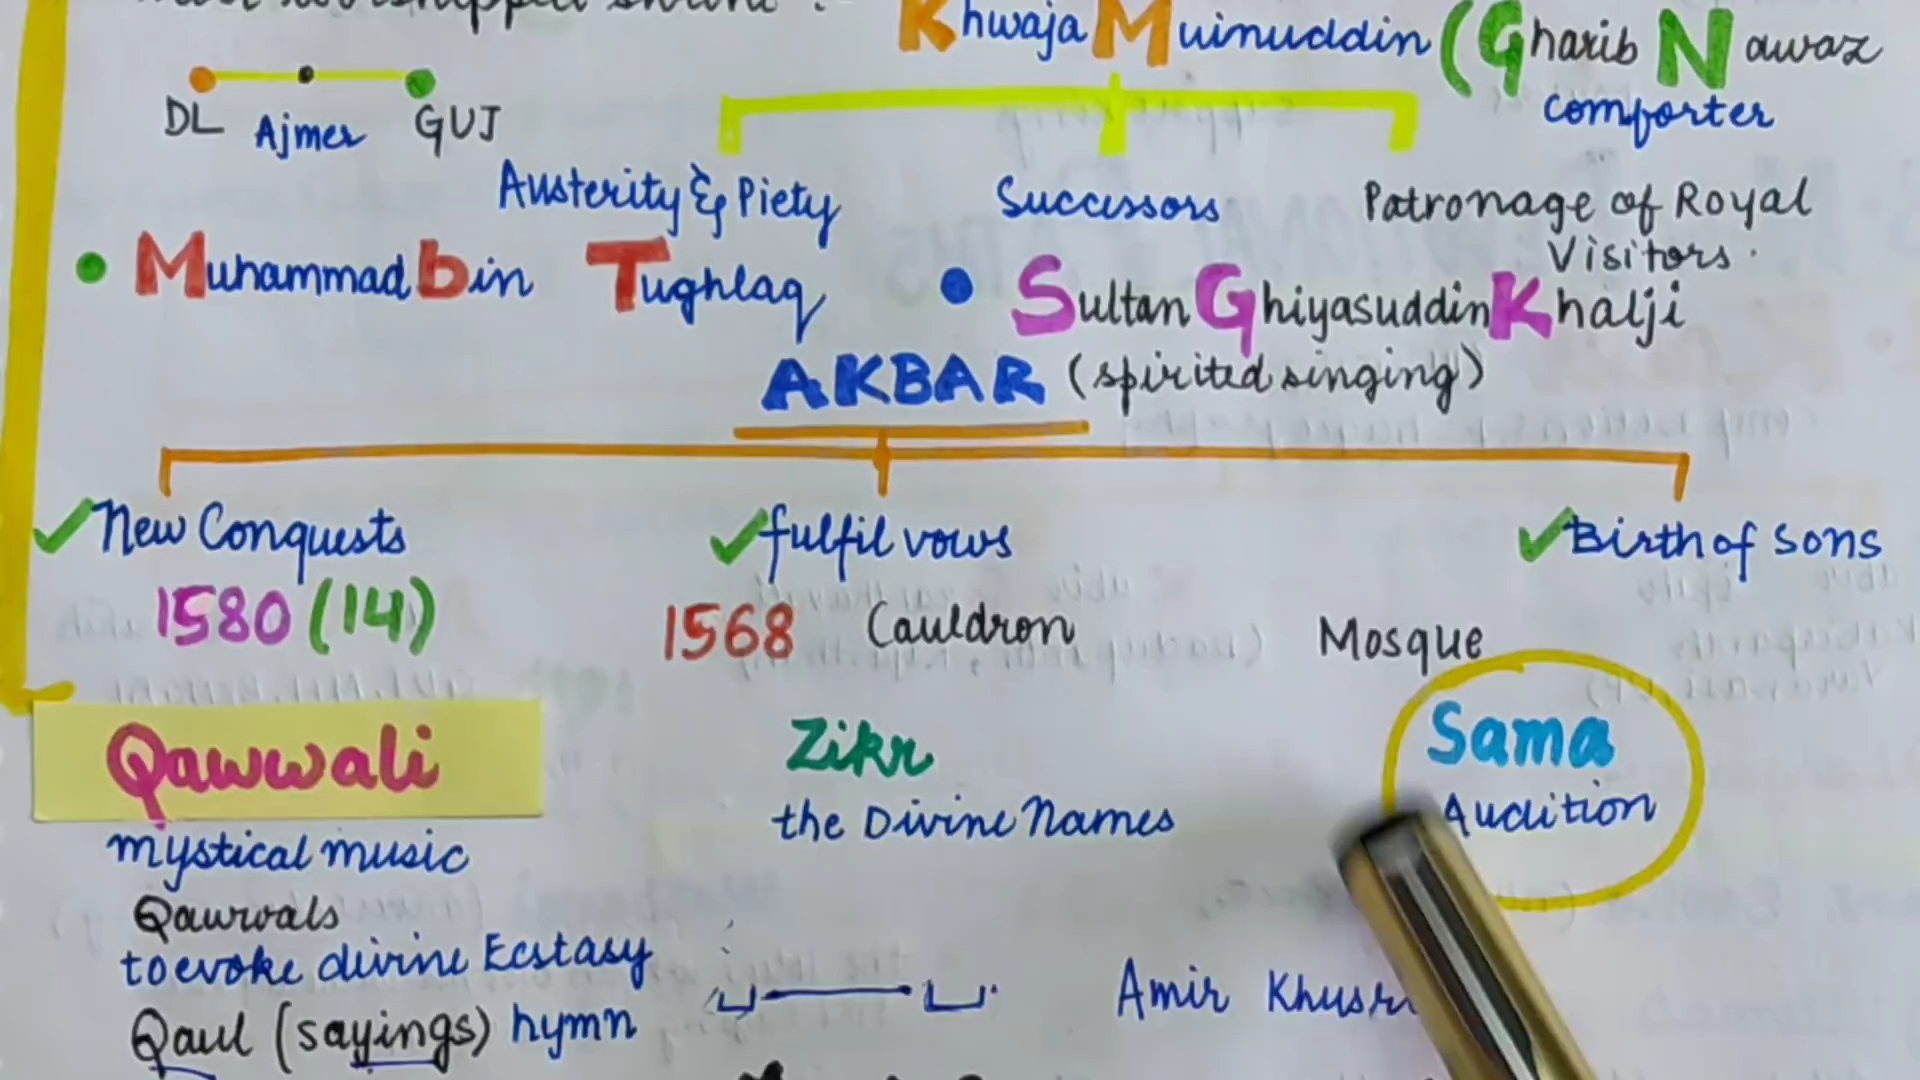 Khwaja Muinuddin (Gharib Nawaz
comforter
DL Ajmer GUJ
Austerity & Piety
Successors
Patronage of Royal
Visitors.
Muhammad bin Tughlaq
Sultan Ghiyasuddin Khalji
AKBAR (spirited singing)
New Conquests
fulfil vows
Birth of Sons
1580 (14)
1568 Cauldron
Mosque
Qawwali
Zikr
Sama
the Divine Names
Audition
mystical music
Qawwals
to evoke divine Ecstasy
Amir
Qaul (sayings) hymn